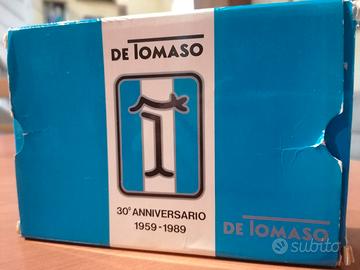 DE TOMASO
30° ANNIVERSARIO
1959-1989
DE TOMASO
subito